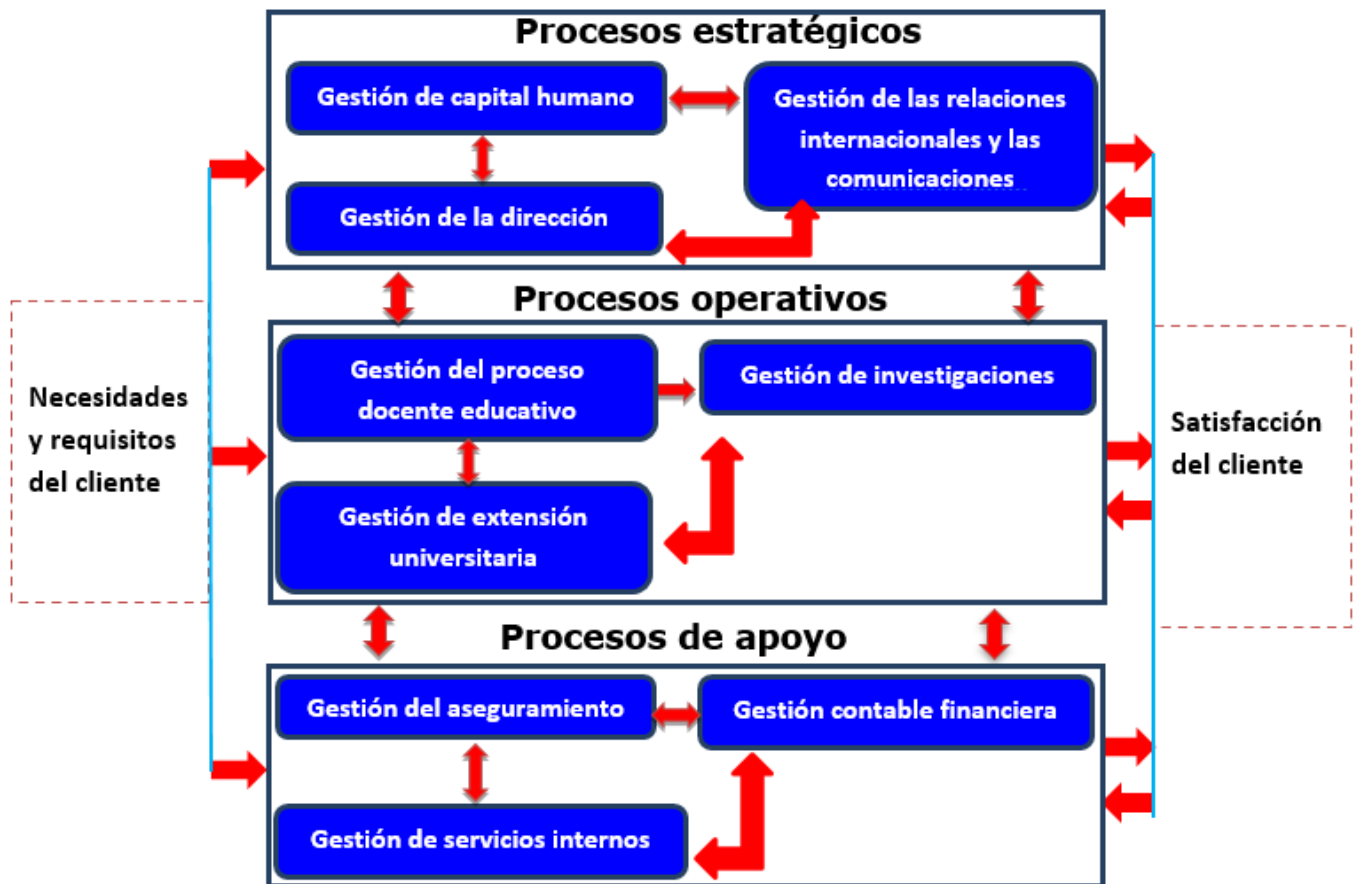 Procesos estratégicos
Gestión de capital humano
Gestión de las relaciones
internacionales y las
comunicaciones
Gestión de la dirección
Procesos operativos
Gestión del proceso
docente educativo
Gestión de investigaciones
Necesidades
y requisitos
del cliente
Satisfacción
del cliente
Gestión de extensión
universitaria
Procesos de apoyo
Gestión del aseguramiento
Gestión contable financiera
Gestión de servicios internos